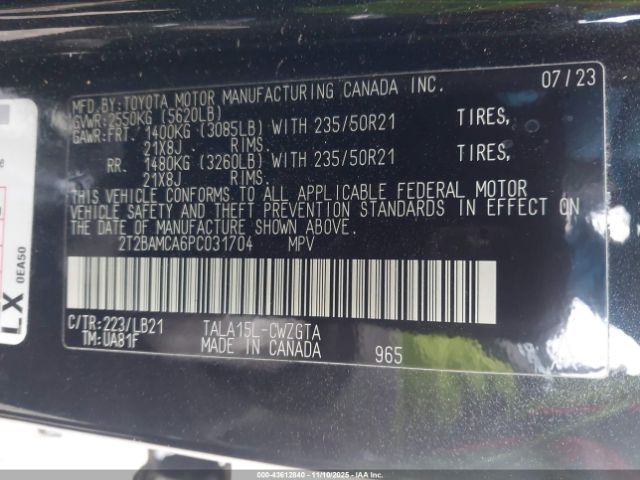 MFD.BY:TOYOTA MOTOR MANUFACTURING CANADA INC. 07/23
GVWR:2550KG (5620LB)
GAWR:FRT. 1400KG (3085LB) WITH 235/50R21 TIRES,
21X8J . RIMS.
RR. 1480KG (3260LB) WITH 235/50R21 TIRES,
21X8J . RIMS.
THIS VEHICLE CONFORMS TO ALL APPLICABLE FEDERAL MOTOR
VEHICLE SAFETY AND THEFT PREVENTION STANDARDS IN EFFECT ON
THE DATE OF MANUFACTURE SHOWN ABOVE.
2T2BAMCA6PC031704 MPV
C/TR:223/LB21 TALA15L-CWZGTA
TM:UA81F MADE IN CANADA 965
LX
0EA50
000-43612840 - 11/10/2025 - IAAI.COM